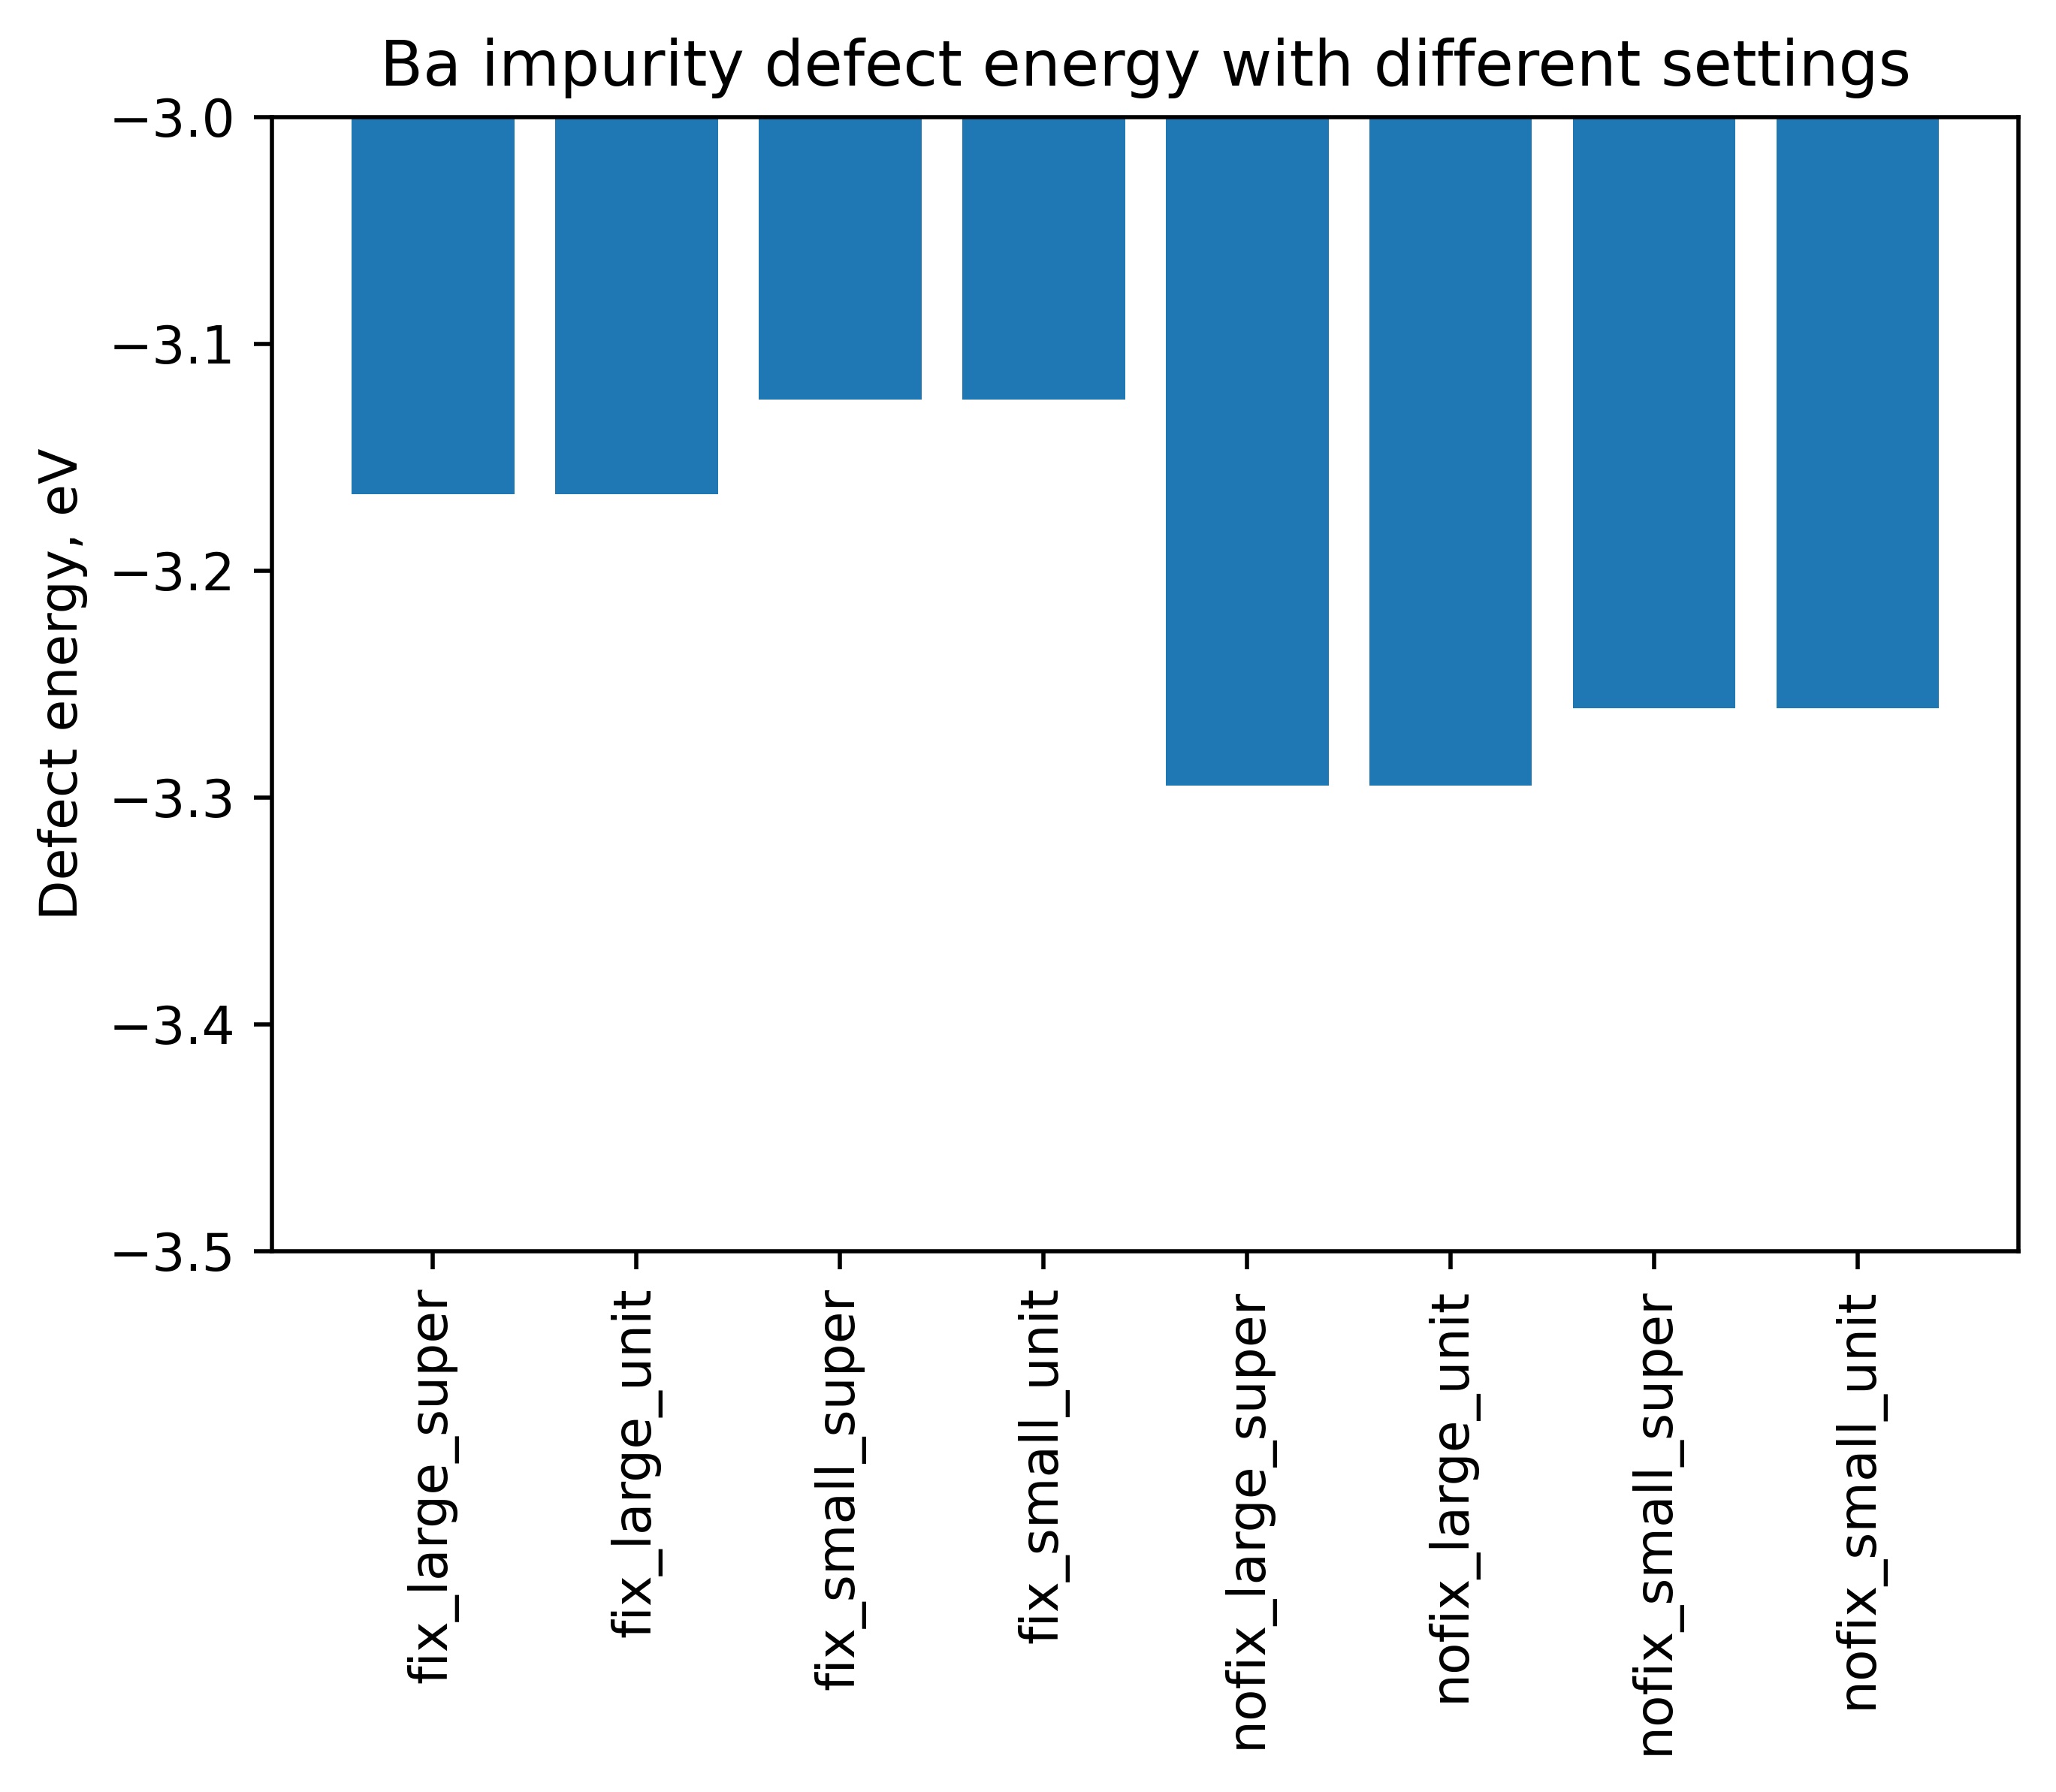 Ba impurity defect energy with different settings
−3.0
−3.1
−3.2
−3.3
−3.4
−3.5
Defect energy, eV
fix_large_super
fix_large_unit
fix_small_super
fix_small_unit
nofix_large_super
nofix_large_unit
nofix_small_super
nofix_small_unit